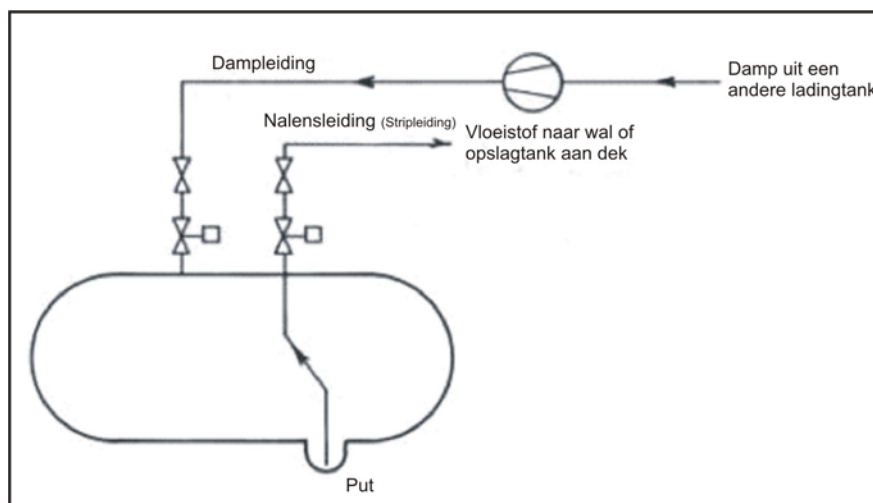 Dampleiding
Damp uit een
andere ladingtank
Nalensleiding (Stripleiding)
Vloeistof naar wal of
opslagtank aan dek
Put